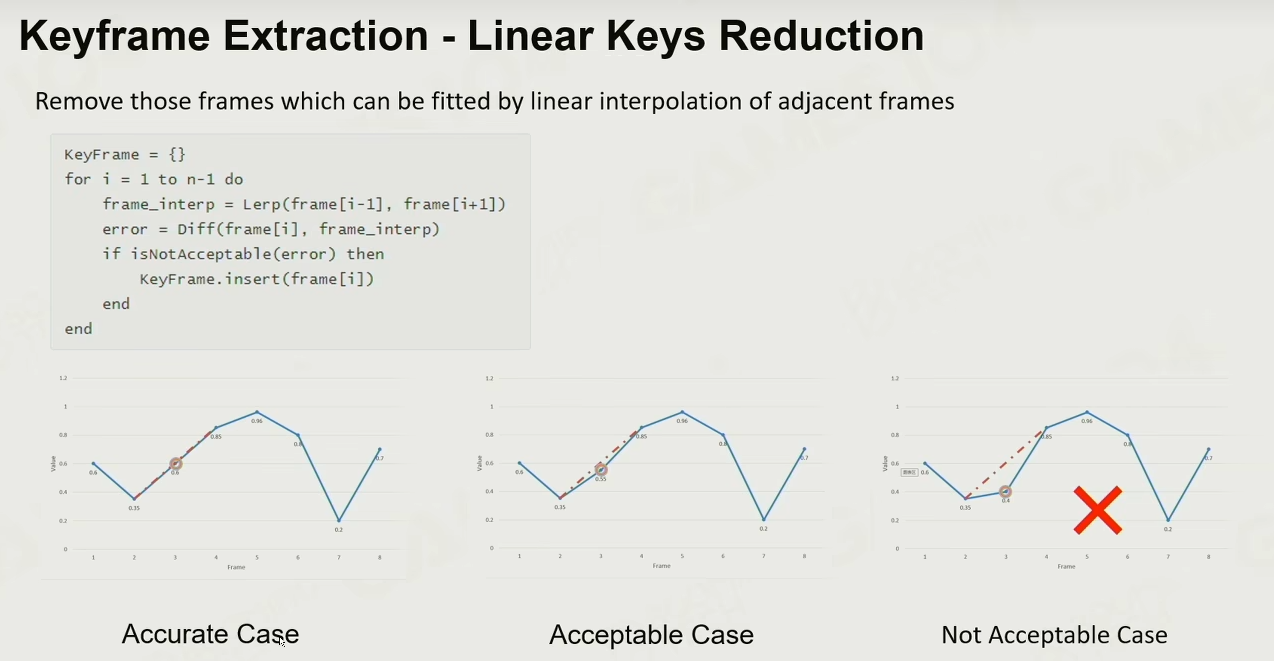 Keyframe Extraction - Linear Keys Reduction
Remove those frames which can be fitted by linear interpolation of adjacent frames
KeyFrame = {}
for i = 1 to n-1 do
    frame_interp = Lerp(frame[i-1], frame[i+1])
    error = Diff(frame[i], frame_interp)
    if isNotAcceptable(error) then
        KeyFrame.insert(frame[i])
    end
end
1.2
1
0.8
0.6
0.4
0.2
0
Value
0.6
0.35
0.6
0.85
0.96
0.8
0.2
0.7
1 2 3 4 5 6 7 8
Frame
1.2
1
0.8
0.6
0.4
0.2
0
Value
0.6
0.35
0.55
0.85
0.96
0.8
0.2
0.7
1 2 3 4 5 6 7 8
Frame
1.2
1
0.8
0.6
0.4
0.2
0
Value
0.6
0.35
0.4
0.85
0.96
0.8
0.2
0.7
1 2 3 4 5 6 7 8
Frame
Accurate Case
Acceptable Case
Not Acceptable Case